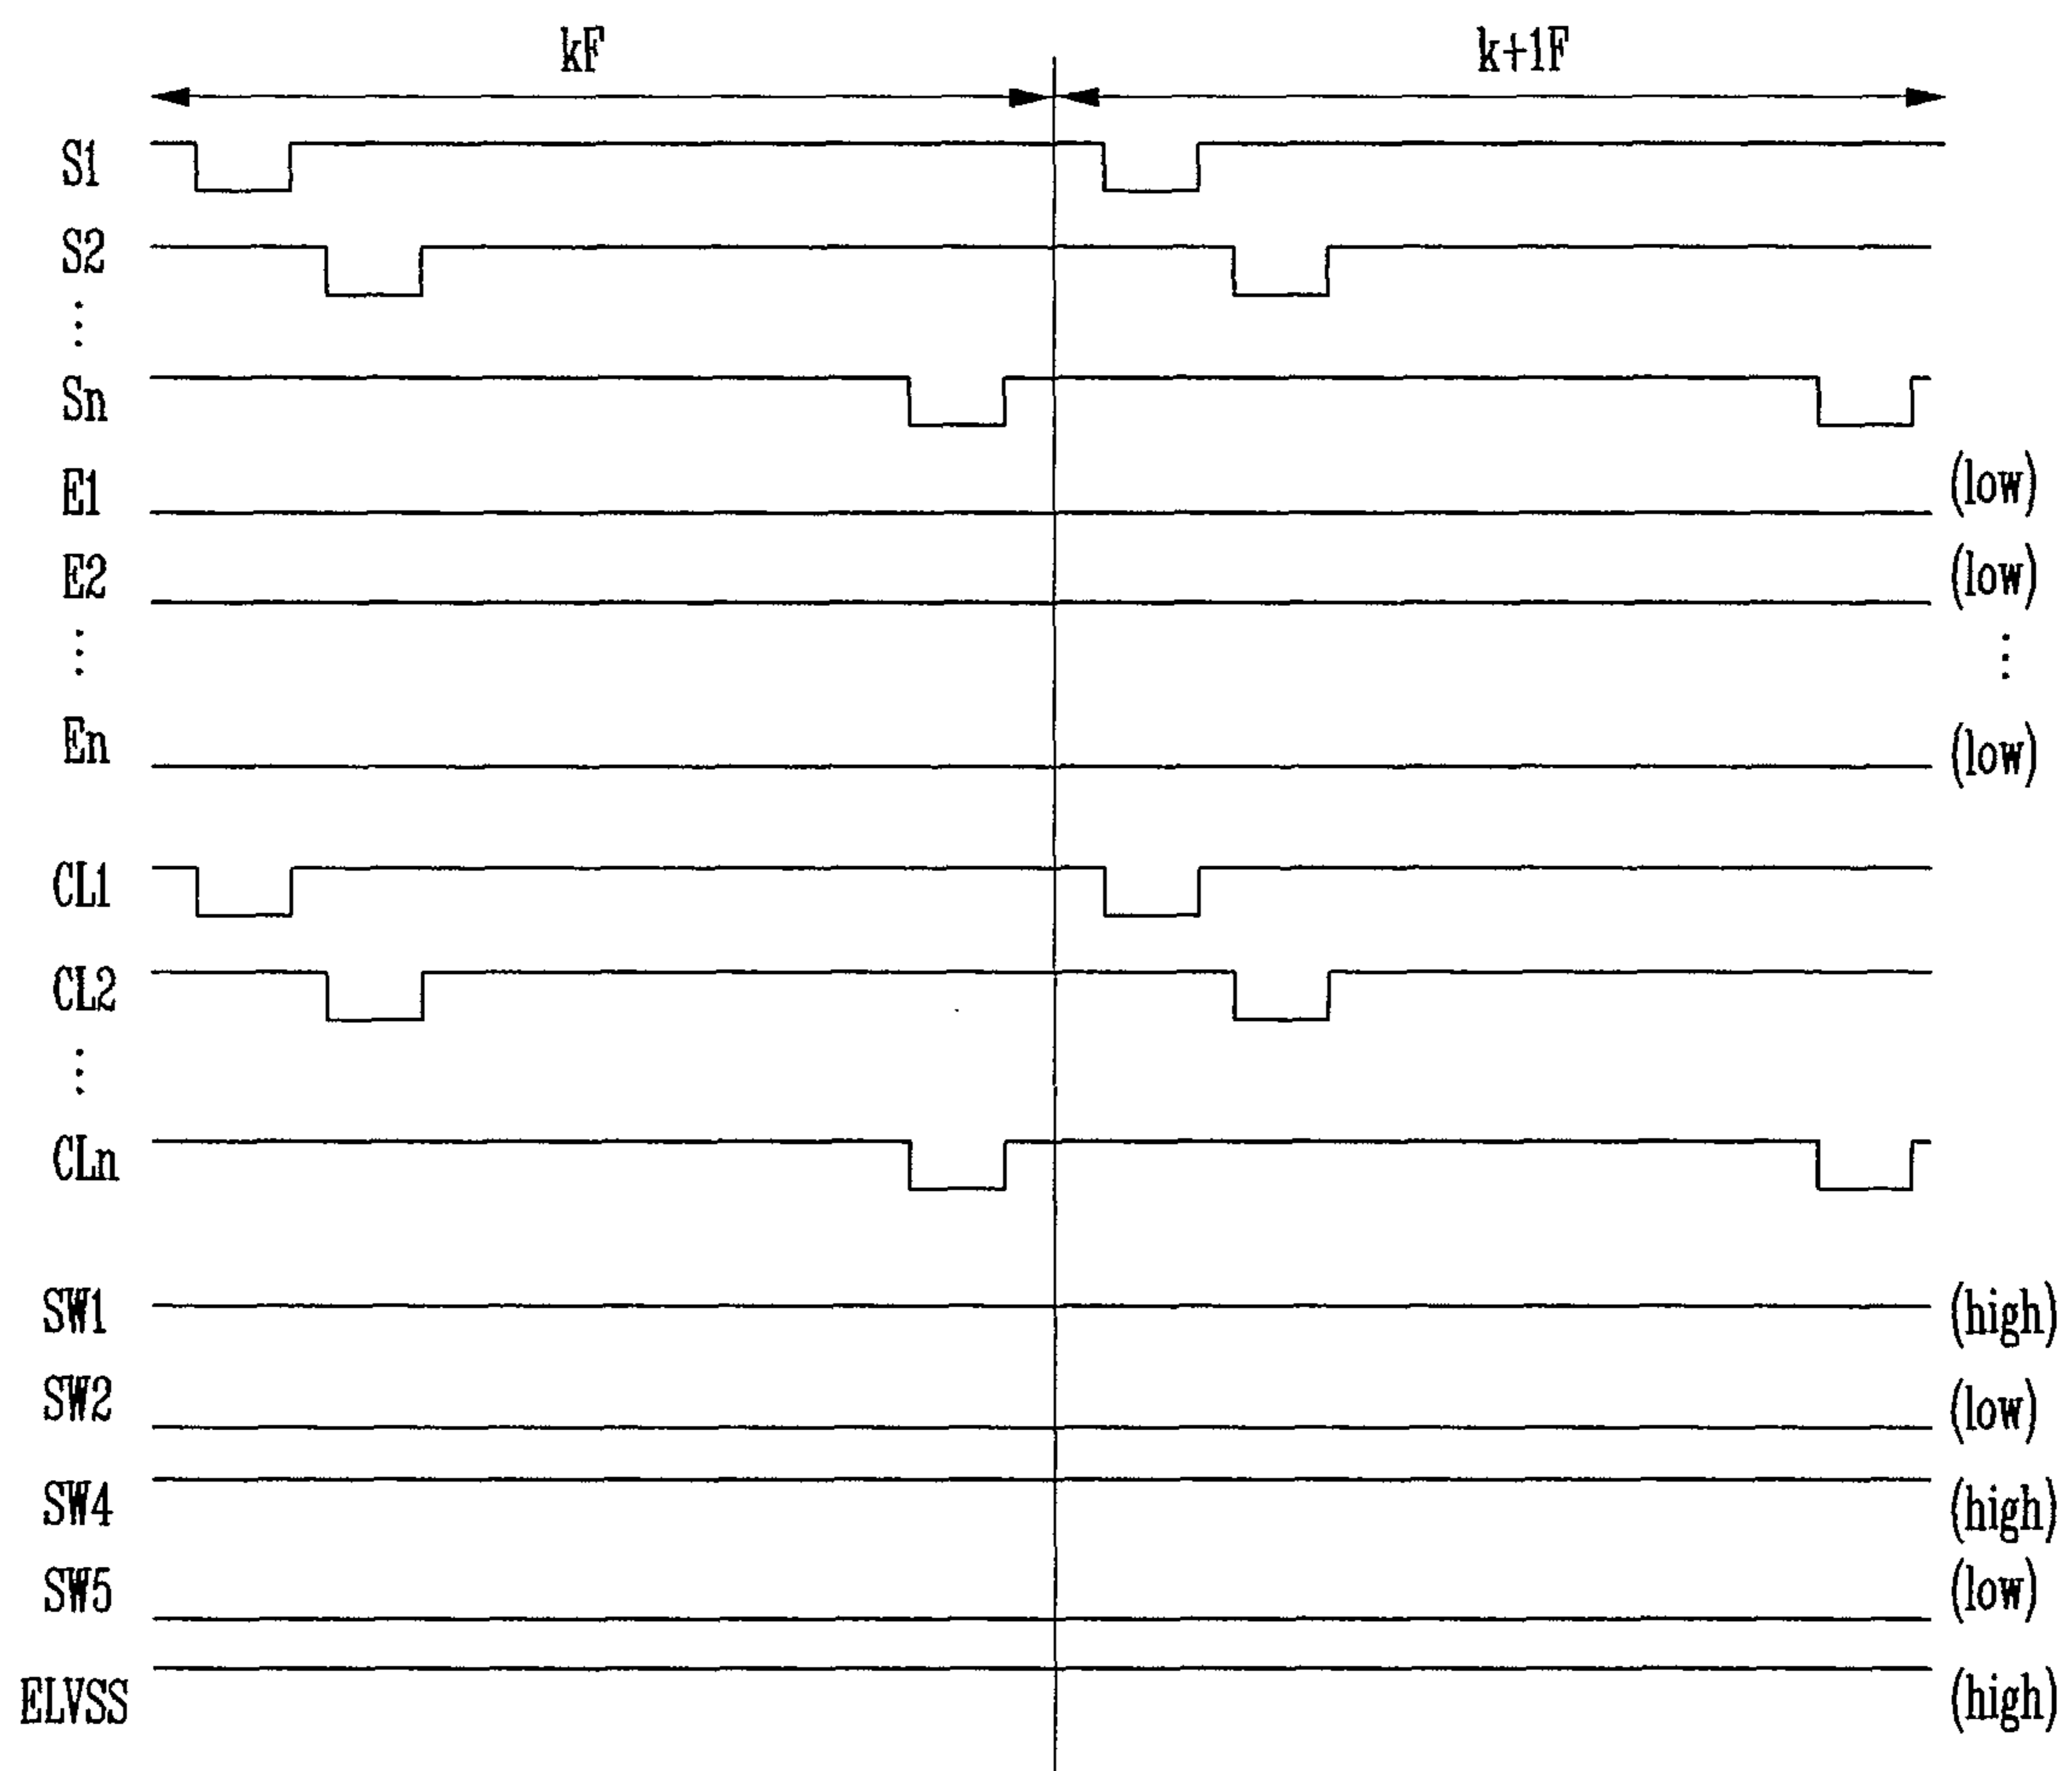 kF k+1F
S1
S2
⋮
Sn
E1 (low)
E2 (low)
⋮ ⋮
En (low)
CL1
CL2
⋮
CLn
SW1 (high)
SW2 (low)
SW4 (high)
SW5 (low)
ELVSS (high)